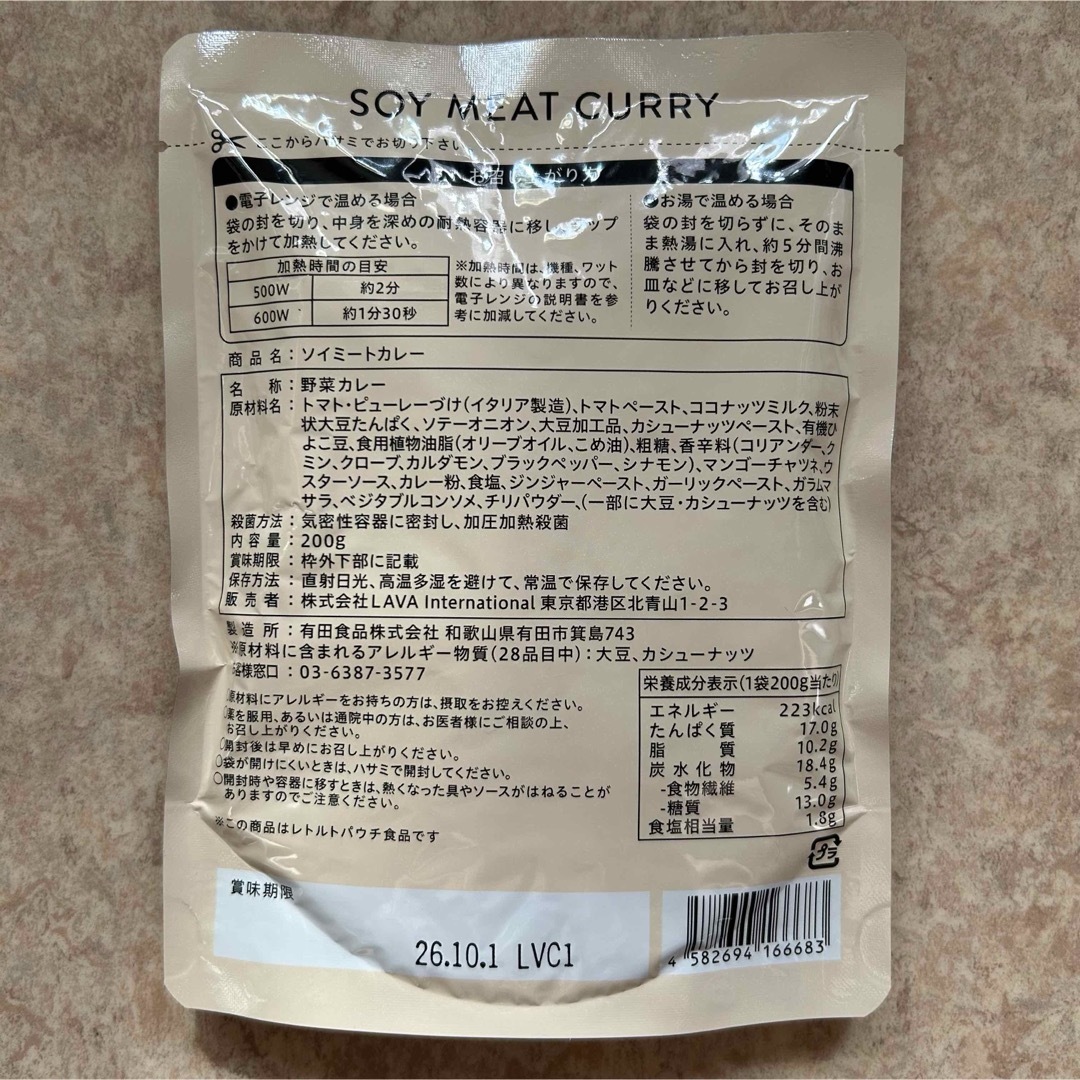 SOY MEAT CURRY
ここからハサミでお切り下さい
お召し上がり方
●電子レンジで温める場合
袋の封を切り、中身を深めの耐熱容器に移し、ラップ
をかけて加熱してください。
加熱時間の目安
500W 約2分
600W 約1分30秒
※加熱時間は、機種、ワット
数により異なりますので、
電子レンジの説明書を参
考に加減してください。
●お湯で温める場合
袋の封を切らずに、そのま
ま熱湯に入れ、約5分間沸
騰させてから封を切り、お
皿などに移してお召し上が
りください。
商品名:ソイミートカレー
名称:野菜カレー
原材料名:トマト・ピューレーづけ(イタリア製造)、トマトペースト、ココナッツミルク、粉末
状大豆たんぱく、ソテーオニオン、大豆加工品、カシューナッツペースト、有機ひ
よこ豆、食用植物油脂(オリーブオイル、こめ油)、粗糖、香辛料(コリアンダー、ク
ミン、クローブ、カルダモン、ブラックペッパー、シナモン)、マンゴーチャツネ、ウ
スターソース、カレー粉、食塩、ジンジャーペースト、ガーリックペースト、ガラムマ
サラ、ベジタブルコンソメ、チリパウダー、(一部に大豆・カシューナッツを含む)
殺菌方法:気密性容器に密封し、加圧加熱殺菌
内容量:200g
賞味期限:枠外下部に記載
保存方法:直射日光、高温多湿を避けて、常温で保存してください。
販売者:株式会社LAVA International 東京都港区北青山1-2-3
製造所:有田食品株式会社 和歌山県有田市箕島743
※原材料に含まれるアレルギー物質(28品目中):大豆、カシューナッツ
客様窓口:03-6387-3577
○原材料にアレルギーをお持ちの方は、摂取をお控えください。
○薬を服用、あるいは通院中の方は、お医者様にご相談の上、
お召し上がりください。
○開封後は早めにお召し上がりください。
○袋が開けにくいときは、ハサミで開封してください。
○開封時や容器に移すときは、熱くなった具やソースがはねることが
ありますのでご注意ください。
※この商品はレトルトパウチ食品です
栄養成分表示(1袋200g当たり)
エネルギー 223kcal
たんぱく質 17.0g
脂質 10.2g
炭水化物 18.4g
-食物繊維 5.4g
-糖質 13.0g
食塩相当量 1.8g
プラ
賞味期限
26.10.1 LVC1
4 582694 166683